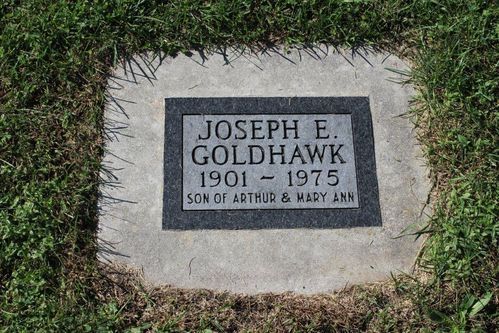 JOSEPH E.
GOLDHAWK
1901 ~ 1975
SON OF ARTHUR & MARY ANN